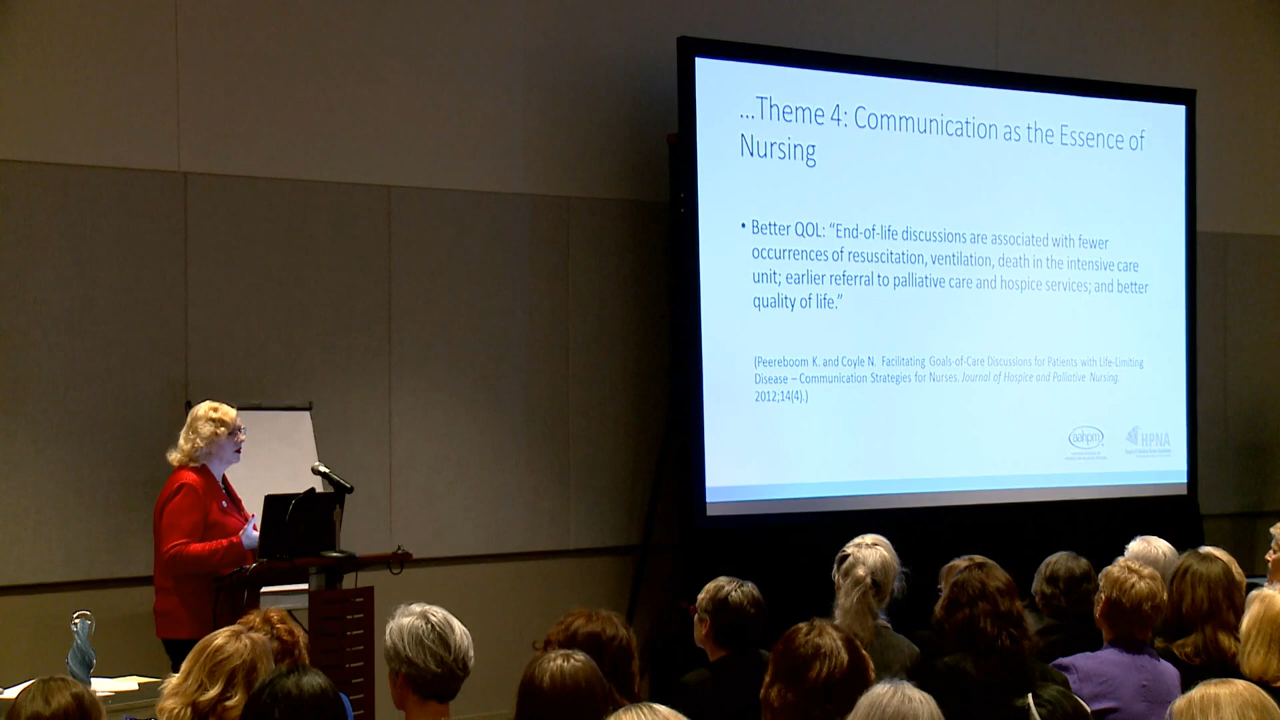 ...Theme 4: Communication as the Essence of
Nursing
• Better QOL: “End-of-life discussions are associated with fewer
occurrences of resuscitation, ventilation, death in the intensive care
unit; earlier referral to palliative care and hospice services; and better
quality of life.”
(Peereboom K. and Coyle N. Facilitating Goals-of-Care Discussions for Patients with Life-Limiting
Disease – Communication Strategies for Nurses. Journal of Hospice and Palliative Nursing.
2012;14(4).)
aahpm
HPNA